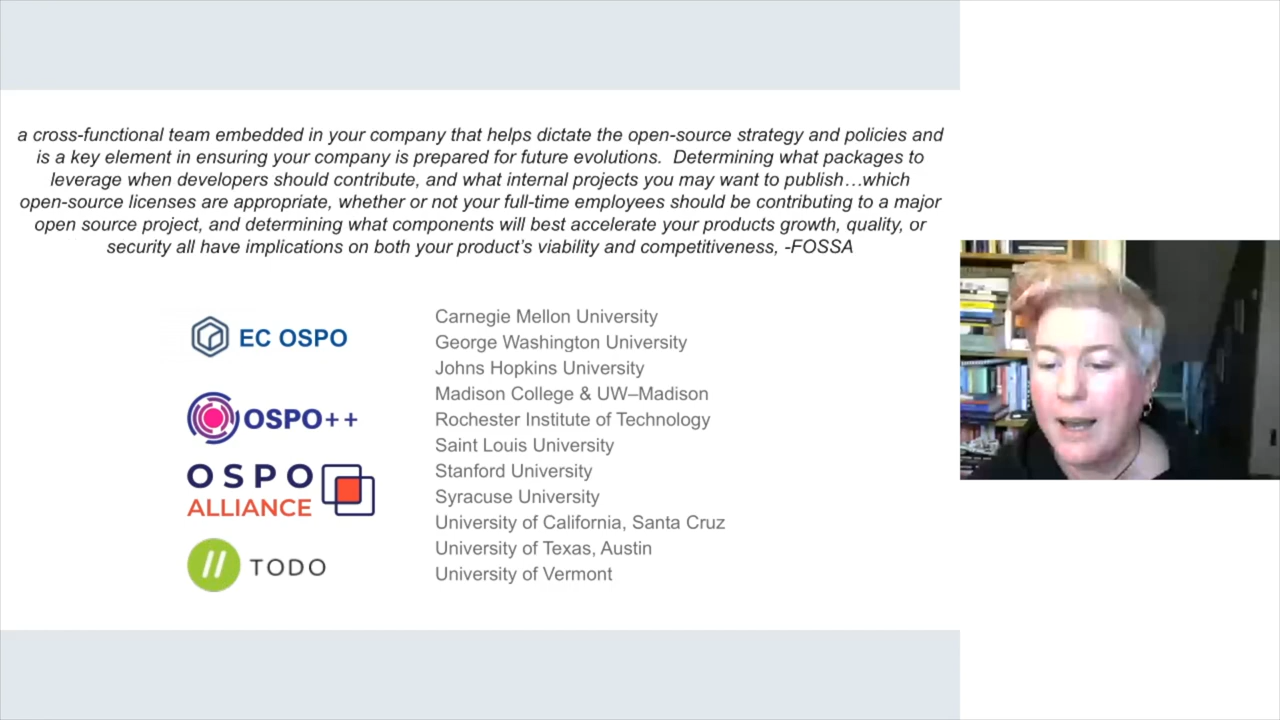 a cross-functional team embedded in your company that helps dictate the open-source strategy and policies and
is a key element in ensuring your company is prepared for future evolutions.  Determining what packages to
leverage when developers should contribute, and what internal projects you may want to publish…which
open-source licenses are appropriate, whether or not your full-time employees should be contributing to a major
open source project, and determining what components will best accelerate your products growth, quality, or
security all have implications on both your product’s viability and competitiveness, -FOSSA
EC OSPO
OSPO++
OSPO
ALLIANCE
TODO
Carnegie Mellon University
George Washington University
Johns Hopkins University
Madison College & UW–Madison
Rochester Institute of Technology
Saint Louis University
Stanford University
Syracuse University
University of California, Santa Cruz
University of Texas, Austin
University of Vermont